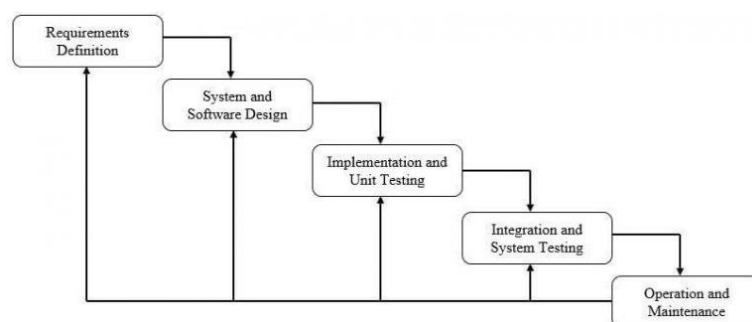 Requirements
Definition
System and
Software Design
Implementation and
Unit Testing
Integration and
System Testing
Operation and
Maintenance